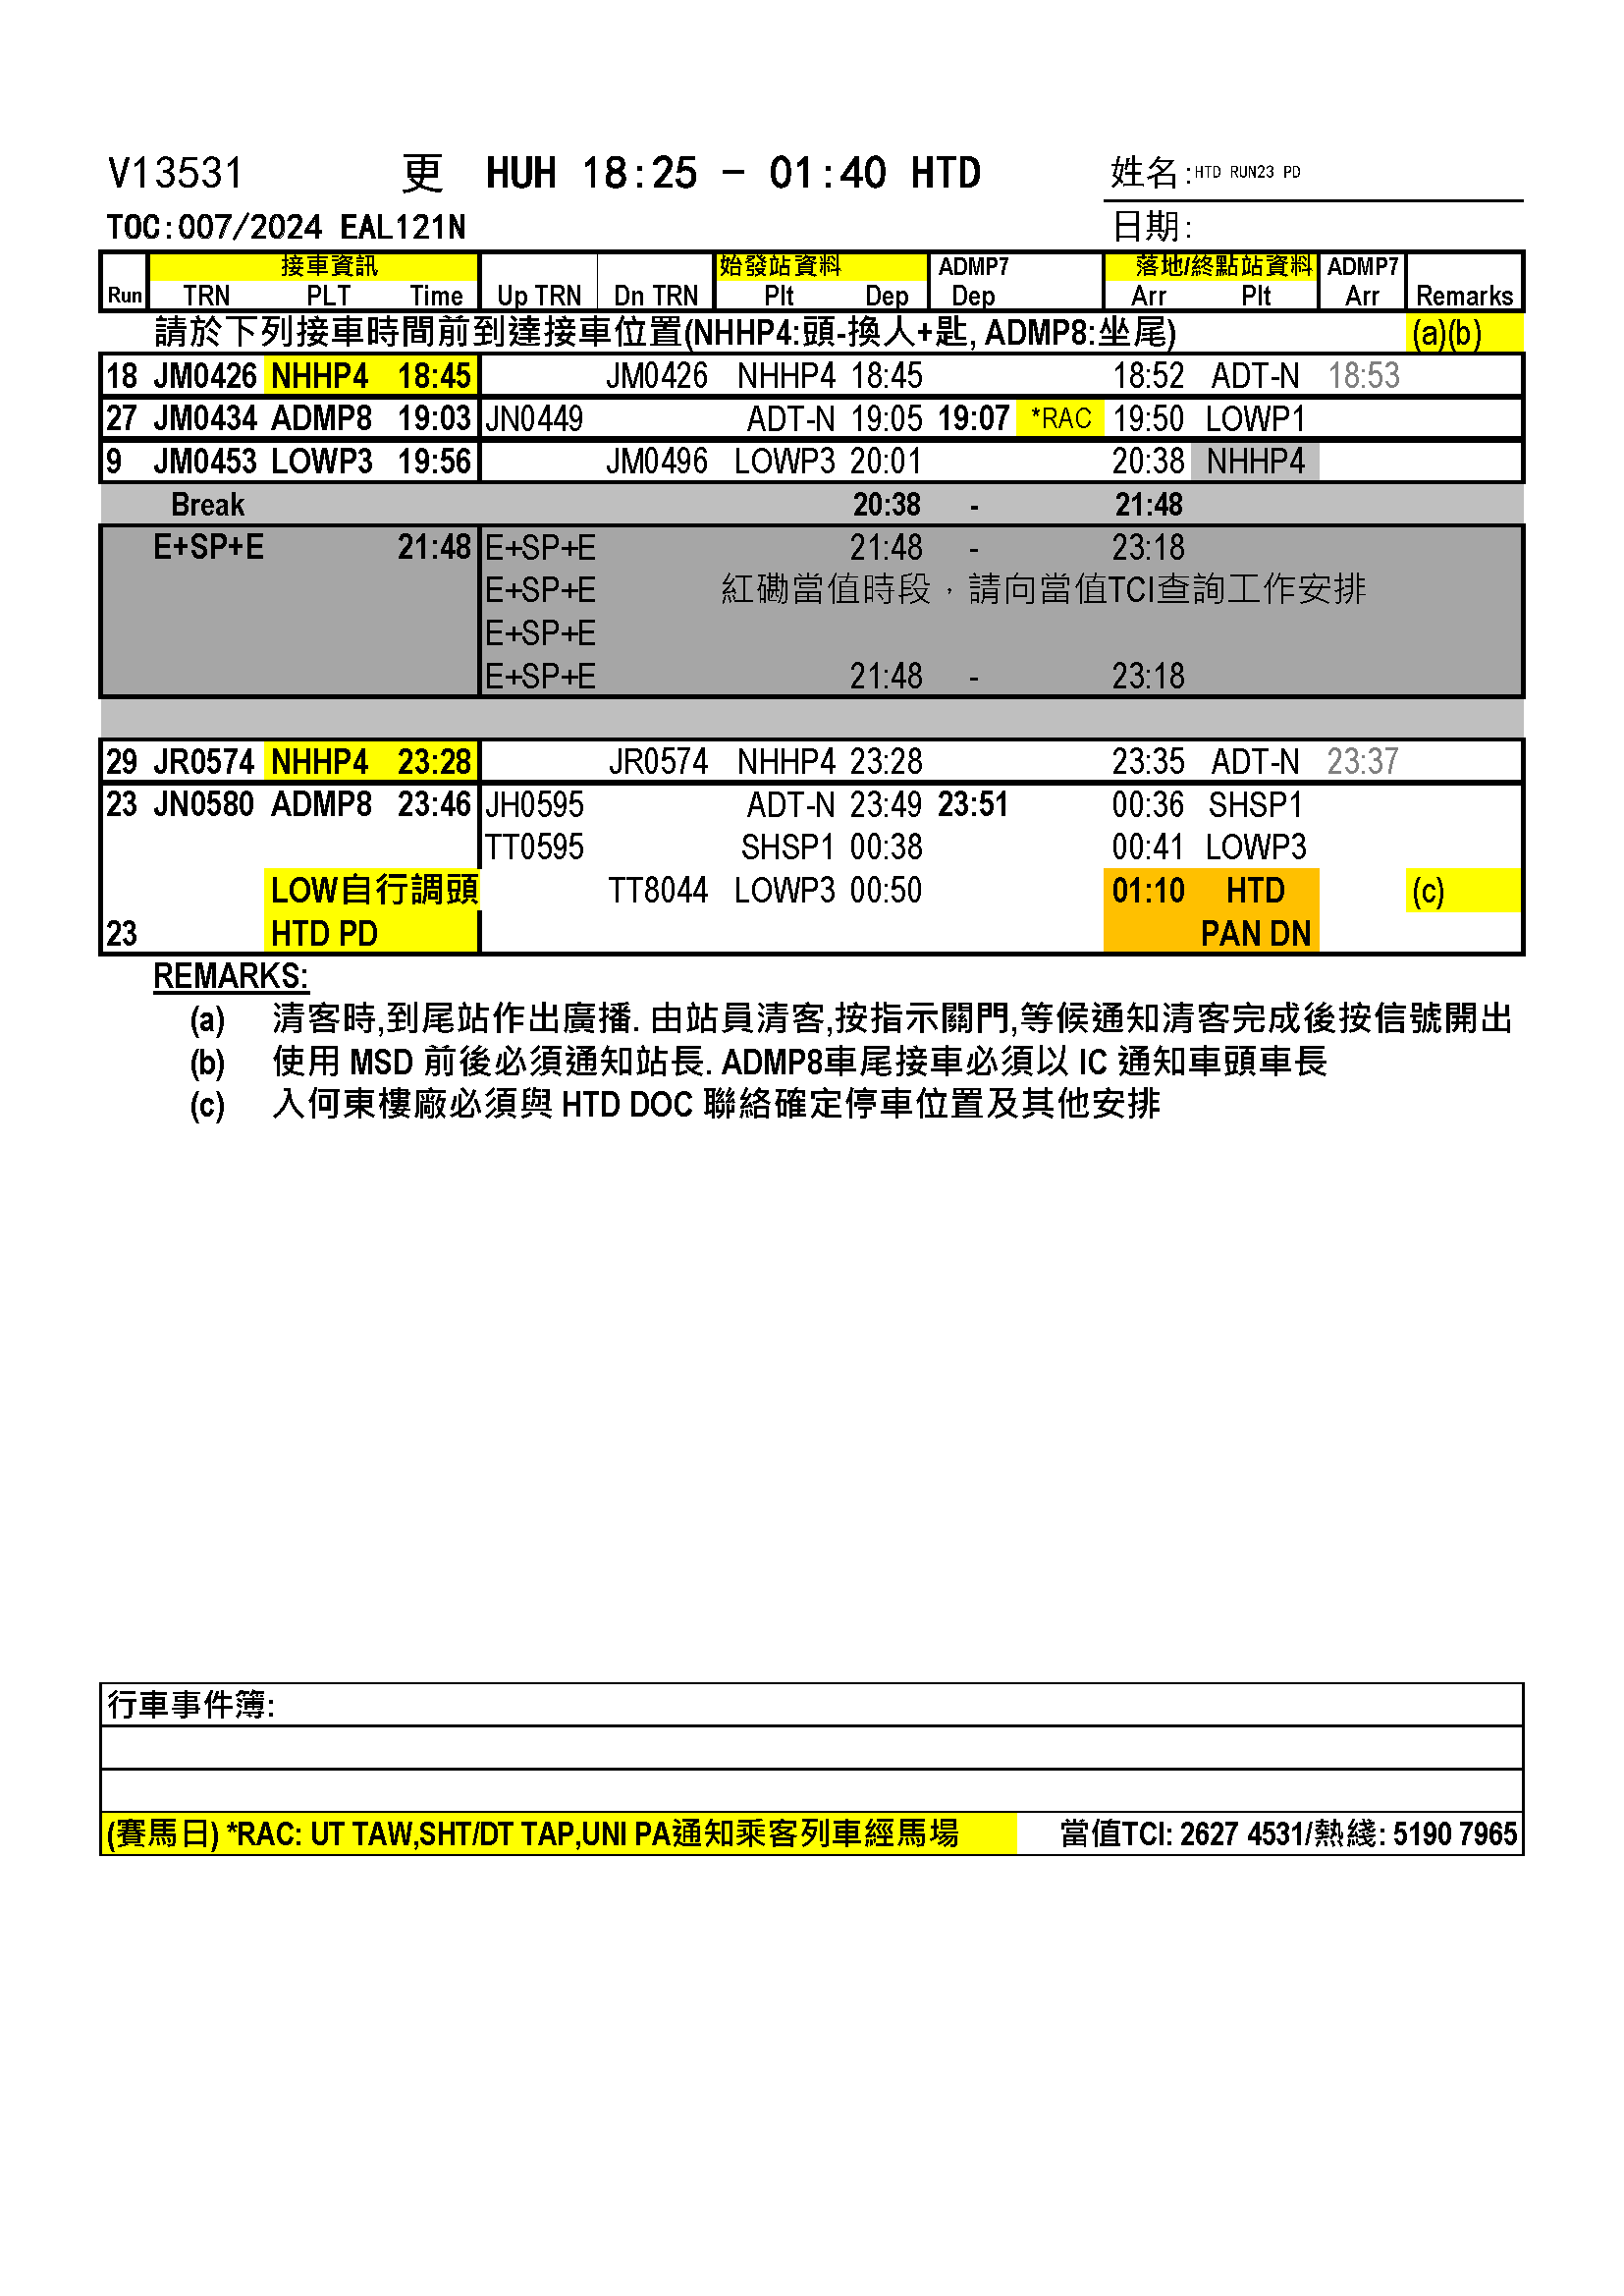 V13531 更 HUH 18:25 - 01:40 HTD 姓名:HTD RUN23 PD
TOC:007/2024 EAL121N 日期:
接車資訊 始發站資料 ADMP7 落地/終點站資料 ADMP7
Run TRN PLT Time Up TRN Dn TRN Plt Dep Dep Arr Plt Arr Remarks
請於下列接車時間前到達接車位置(NHHP4:頭-換人+匙, ADMP8:坐尾) (a)(b)
18 JM0426 NHHP4 18:45 JM0426 NHHP4 18:45 18:52 ADT-N 18:53
27 JM0434 ADMP8 19:03 JN0449 ADT-N 19:05 19:07 *RAC 19:50 LOWP1
9 JM0453 LOWP3 19:56 JM0496 LOWP3 20:01 20:38 NHHP4
Break 20:38 - 21:48
E+SP+E 21:48 E+SP+E 21:48 - 23:18
E+SP+E 紅磡當值時段，請向當值TCI查詢工作安排
E+SP+E
E+SP+E 21:48 - 23:18
29 JR0574 NHHP4 23:28 JR0574 NHHP4 23:28 23:35 ADT-N 23:37
23 JN0580 ADMP8 23:46 JH0595 ADT-N 23:49 23:51 00:36 SHSP1
TT0595 SHSP1 00:38 00:41 LOWP3
LOW自行調頭 TT8044 LOWP3 00:50 01:10 HTD (c)
23 HTD PD PAN DN
REMARKS:
(a) 清客時,到尾站作出廣播. 由站員清客,按指示關門,等候通知清客完成後按信號開出
(b) 使用 MSD 前後必須通知站長. ADMP8車尾接車必須以 IC 通知車頭車長
(c) 入何東樓廠必須與 HTD DOC 聯絡確定停車位置及其他安排
行車事件簿:
(賽馬日) *RAC: UT TAW,SHT/DT TAP,UNI PA通知乘客列車經馬場 當值TCI: 2627 4531/熱綫: 5190 7965